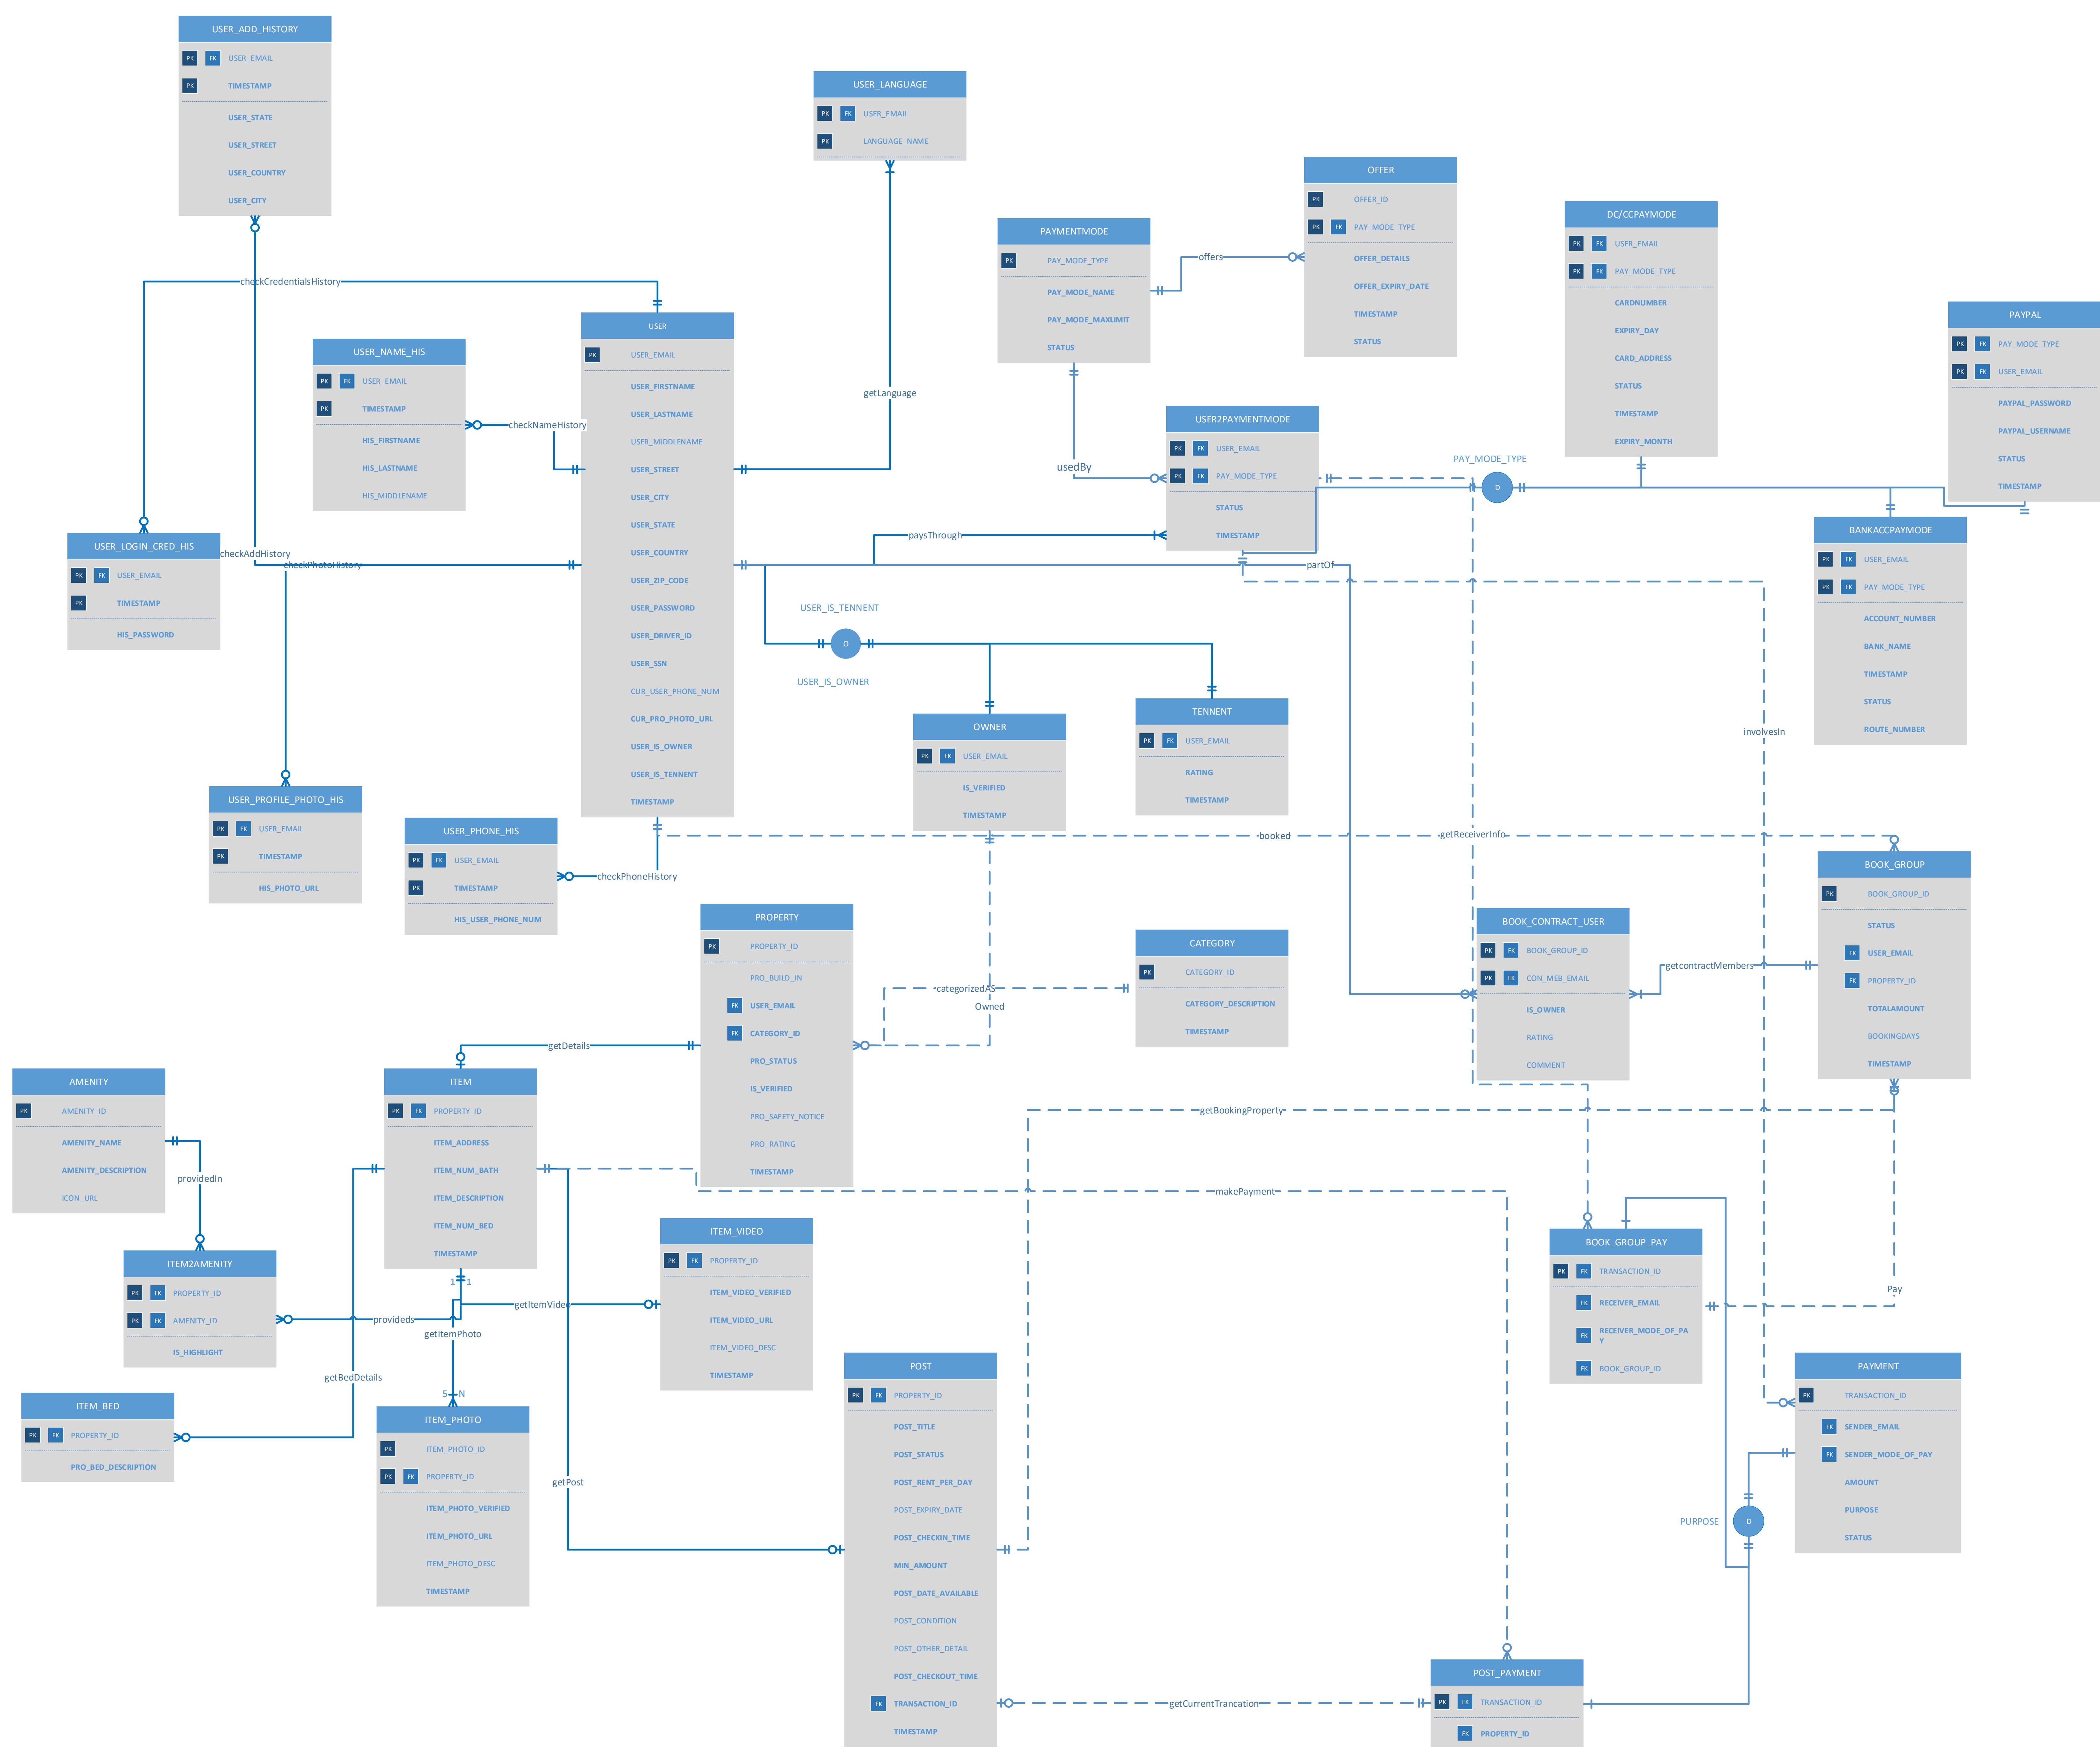 USER_ADD_HISTORY
PK FK USER_EMAIL
PK TIMESTAMP
USER_STATE
USER_STREET
USER_COUNTRY
USER_CITY
USER_LANGUAGE
PK FK USER_EMAIL
PK LANGUAGE_NAME
OFFER
PK OFFER_ID
PK FK PAY_MODE_TYPE
OFFER_DETAILS
OFFER_EXPIRY_DATE
TIMESTAMP
STATUS
PAYMENTMODE
PK PAY_MODE_TYPE
PAY_MODE_NAME
PAY_MODE_MAXLIMIT
STATUS
offers
DC/CCPAYMODE
PK FK USER_EMAIL
PK FK PAY_MODE_TYPE
CARDNUMBER
EXPIRY_DAY
CARD_ADDRESS
STATUS
TIMESTAMP
EXPIRY_MONTH
PAYPAL
PK FK PAY_MODE_TYPE
PK FK USER_EMAIL
PAYPAL_PASSWORD
PAYPAL_USERNAME
STATUS
TIMESTAMP
checkCredentialsHistory
USER
PK USER_EMAIL
USER_FIRSTNAME
USER_LASTNAME
USER_MIDDLENAME
USER_STREET
USER_CITY
USER_STATE
USER_COUNTRY
USER_ZIP_CODE
USER_PASSWORD
USER_DRIVER_ID
USER_SSN
CUR_USER_PHONE_NUM
CUR_PRO_PHOTO_URL
USER_IS_OWNER
USER_IS_TENNENT
TIMESTAMP
USER_NAME_HIS
PK FK USER_EMAIL
PK TIMESTAMP
HIS_FIRSTNAME
HIS_LASTNAME
HIS_MIDDLENAME
checkNameHistory
getLanguage
USER2PAYMENTMODE
PK FK USER_EMAIL
PK FK PAY_MODE_TYPE
STATUS
TIMESTAMP
usedBy
PAY_MODE_TYPE
D
USER_LOGIN_CRED_HIS
PK FK USER_EMAIL
PK TIMESTAMP
HIS_PASSWORD
checkAddHistory
checkPhotoHistory
paysThrough
partOf
BANKACCPAYMODE
PK FK USER_EMAIL
PK FK PAY_MODE_TYPE
ACCOUNT_NUMBER
BANK_NAME
TIMESTAMP
STATUS
ROUTE_NUMBER
USER_IS_TENNENT
O
USER_IS_OWNER
OWNER
PK FK USER_EMAIL
IS_VERIFIED
TIMESTAMP
TENNENT
PK FK USER_EMAIL
RATING
TIMESTAMP
involvesIn
USER_PROFILE_PHOTO_HIS
PK FK USER_EMAIL
PK TIMESTAMP
HIS_PHOTO_URL
USER_PHONE_HIS
PK FK USER_EMAIL
PK TIMESTAMP
HIS_USER_PHONE_NUM
checkPhoneHistory
booked
getReceiverInfo
BOOK_GROUP
PK BOOK_GROUP_ID
STATUS
FK USER_EMAIL
FK PROPERTY_ID
TOTALAMOUNT
BOOKINGDAYS
TIMESTAMP
PROPERTY
PK PROPERTY_ID
PRO_BUILD_IN
FK USER_EMAIL
FK CATEGORY_ID
PRO_STATUS
IS_VERIFIED
PRO_SAFETY_NOTICE
PRO_RATING
TIMESTAMP
CATEGORY
PK CATEGORY_ID
CATEGORY_DESCRIPTION
TIMESTAMP
categorizedAS
Owned
BOOK_CONTRACT_USER
PK FK BOOK_GROUP_ID
PK FK CON_MEB_EMAIL
IS_OWNER
RATING
COMMENT
getcontractMembers
getDetails
AMENITY
PK AMENITY_ID
AMENITY_NAME
AMENITY_DESCRIPTION
ICON_URL
ITEM
PK FK PROPERTY_ID
ITEM_ADDRESS
ITEM_NUM_BATH
ITEM_DESCRIPTION
ITEM_NUM_BED
TIMESTAMP
getBookingProperty
providedIn
makePayment
ITEM2AMENITY
PK FK PROPERTY_ID
PK FK AMENITY_ID
IS_HIGHLIGHT
1 1
provideds
getItemVideo
getItemPhoto
getBedDetails
5 N
ITEM_VIDEO
PK FK PROPERTY_ID
ITEM_VIDEO_VERIFIED
ITEM_VIDEO_URL
ITEM_VIDEO_DESC
TIMESTAMP
BOOK_GROUP_PAY
PK FK TRANSACTION_ID
FK RECEIVER_EMAIL
FK RECEIVER_MODE_OF_PA
Y
FK BOOK_GROUP_ID
Pay
ITEM_BED
PK FK PROPERTY_ID
PRO_BED_DESCRIPTION
ITEM_PHOTO
PK ITEM_PHOTO_ID
PK FK PROPERTY_ID
ITEM_PHOTO_VERIFIED
ITEM_PHOTO_URL
ITEM_PHOTO_DESC
TIMESTAMP
getPost
POST
PK FK PROPERTY_ID
POST_TITLE
POST_STATUS
POST_RENT_PER_DAY
POST_EXPIRY_DATE
POST_CHECKIN_TIME
MIN_AMOUNT
POST_DATE_AVAILABLE
POST_CONDITION
POST_OTHER_DETAIL
POST_CHECKOUT_TIME
FK TRANSACTION_ID
TIMESTAMP
PAYMENT
PK TRANSACTION_ID
FK SENDER_EMAIL
FK SENDER_MODE_OF_PAY
AMOUNT
PURPOSE
STATUS
PURPOSE
D
getCurrentTrancation
POST_PAYMENT
PK FK TRANSACTION_ID
FK PROPERTY_ID